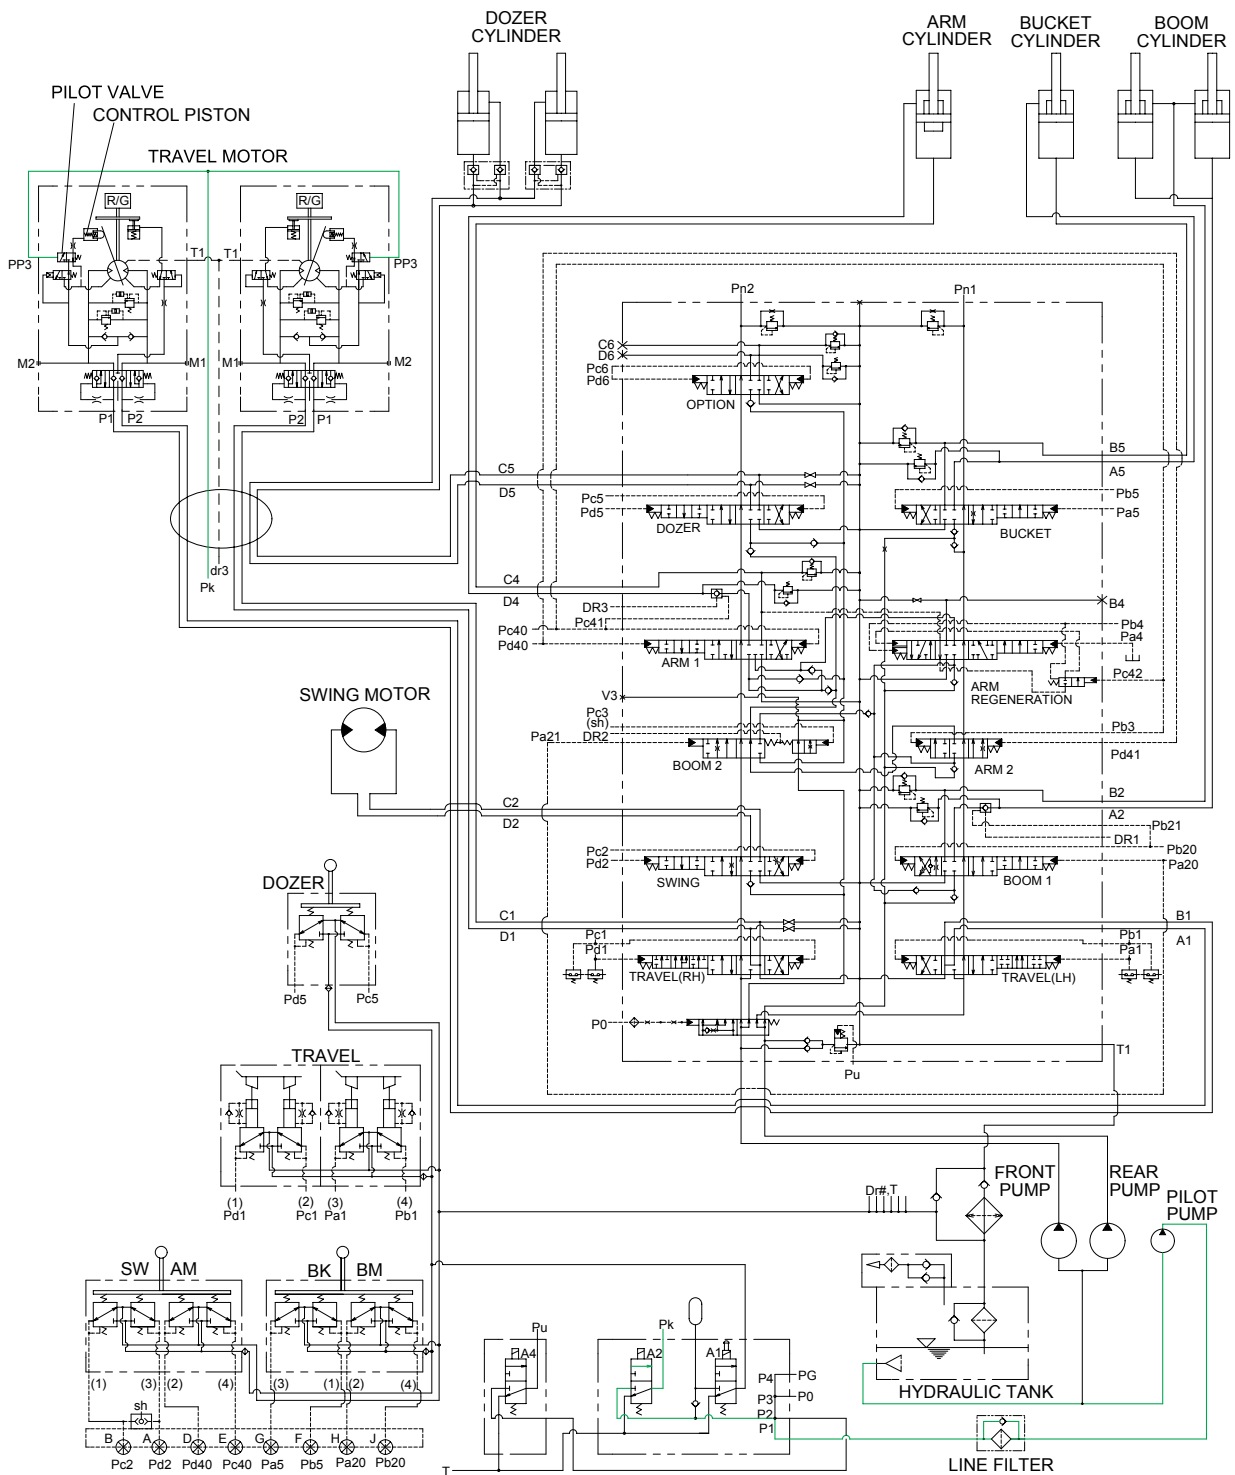 DOZER
CYLINDER
ARM
CYLINDER
BUCKET
CYLINDER
BOOM
CYLINDER
PILOT VALVE
CONTROL PISTON
TRAVEL MOTOR
R/G
R/G
T1
T1
PP3
PP3
M2
M1
M1
M2
P1
P2
P2
P1
dr3
Pk
Pn2
Pn1
C6
D6
Pc6
Pd6
OPTION
B5
A5
C5
D5
Pc5
Pd5
DOZER
BUCKET
Pb5
Pa5
C4
D4
DR3
Pc41
Pc40
Pd40
ARM 1
B4
Pb4
Pa4
ARM
REGENERATION
Pc42
V3
Pc3
(sh)
DR2
Pa21
BOOM 2
Pb3
ARM 2
Pd41
SWING MOTOR
C2
D2
B2
A2
Pb21
DR1
Pc2
Pd2
SWING
BOOM 1
Pb20
Pa20
DOZER
C1
D1
B1
A1
Pc1
Pd1
TRAVEL(RH)
TRAVEL(LH)
Pb1
Pa1
Pd5
Pc5
P0
T1
Pu
TRAVEL
(1)
Pd1
(2)
Pc1
(3)
Pa1
(4)
Pb1
Dr#,T
FRONT
PUMP
REAR
PUMP
PILOT
PUMP
SW
AM
BK
BM
(1)
(3)
(2)
(4)
(3)
(1)
(2)
(4)
sh
B
A
D
E
G
F
H
J
Pc2
Pd2
Pd40
Pc40
Pa5
Pb5
Pa20
Pb20
Pu
A4
Pk
A2
A1
P4
PG
P3
P0
P2
P1
T
HYDRAULIC TANK
LINE FILTER